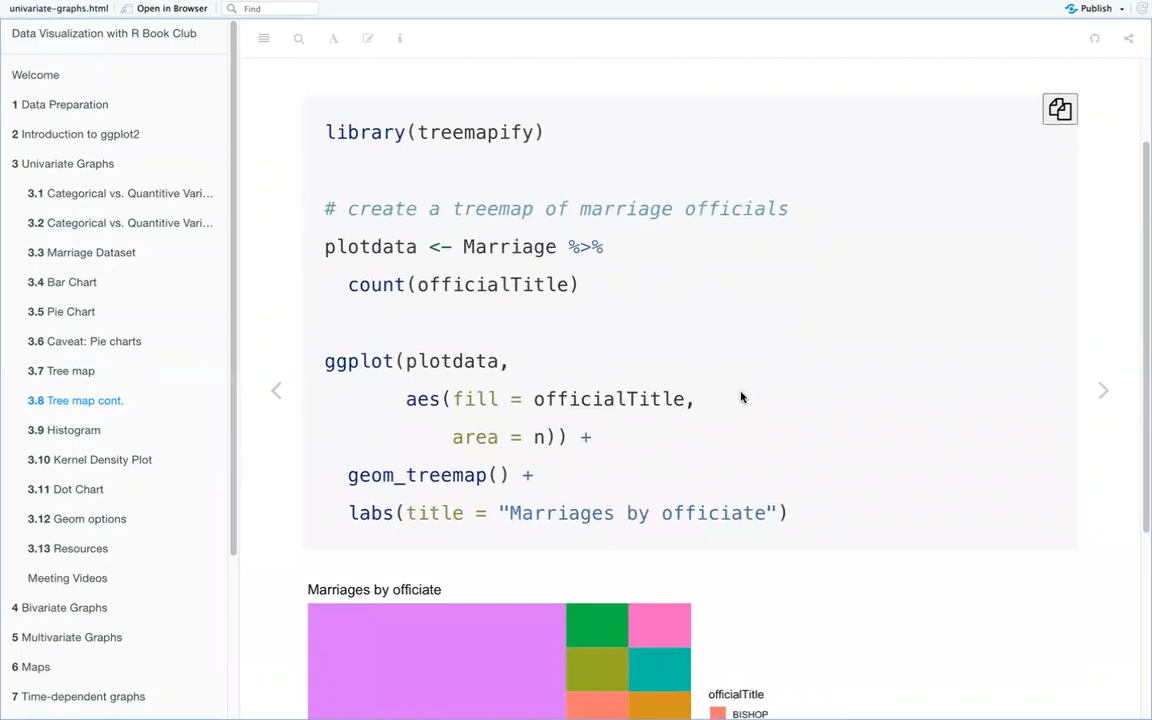 univariate-graphs.html Open in Browser Find Publish
Data Visualization with R Book Club
Welcome
1 Data Preparation
2 Introduction to ggplot2
3 Univariate Graphs
3.1 Categorical vs. Quantitive Vari...
3.2 Categorical vs. Quantitive Vari...
3.3 Marriage Dataset
3.4 Bar Chart
3.5 Pie Chart
3.6 Caveat: Pie charts
3.7 Tree map
3.8 Tree map cont.
3.9 Histogram
3.10 Kernel Density Plot
3.11 Dot Chart
3.12 Geom options
3.13 Resources
Meeting Videos
4 Bivariate Graphs
5 Multivariate Graphs
6 Maps
7 Time-dependent graphs
library(treemapify)
# create a treemap of marriage officials
plotdata <- Marriage %>%
count(officialTitle)
ggplot(plotdata,
aes(fill = officialTitle,
area = n)) +
geom_treemap() +
labs(title = "Marriages by officiate")
Marriages by officiate
officialTitle
BISHOP